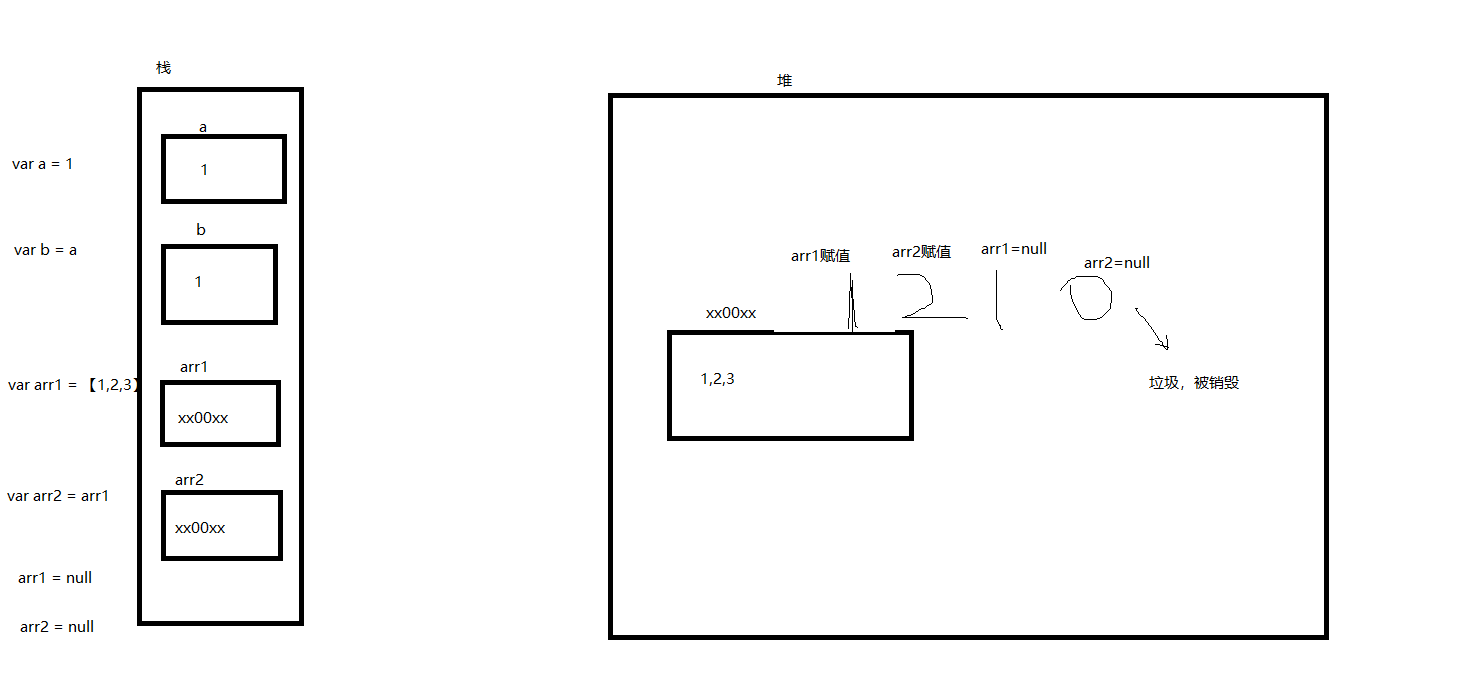 栈
a
var a = 1
1
b
var b = a
1
arr1
var arr1 = 【1,2,3】
xx00xx
arr2
var arr2 = arr1
xx00xx
arr1 = null
arr2 = null
堆
arr1赋值
arr2赋值
arr1=null
arr2=null
1
2
1
0
xx00xx
1,2,3
垃圾，被销毁